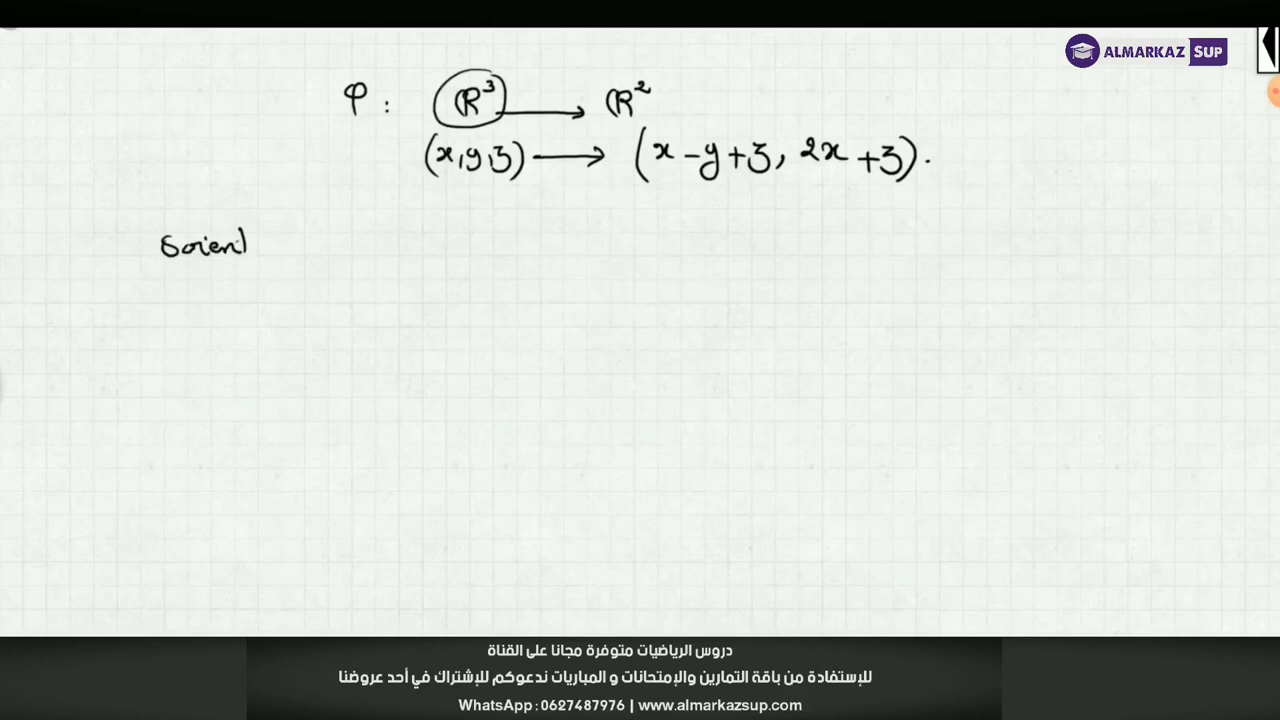 ALMARKAZ SUP
φ : ℝ³ ⟶ ℝ²
(x, y, z) ⟶ (x - y + z, 2x + z).
Soient
دروس الرياضيات متوفرة مجانا على القناة
للإستفادة من باقة التمارين والإمتحانات و المباريات ندعوكم للإشتراك في أحد عروضنا
WhatsApp : 0627487976 | www.almarkazsup.com